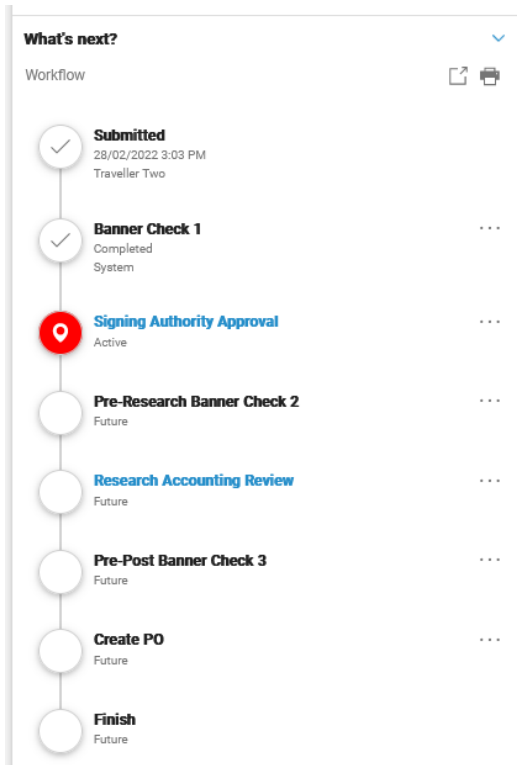 What's next?
Workflow
Submitted
28/02/2022 3:03 PM
Traveller Two
Banner Check 1
Completed
System
Signing Authority Approval
Active
Pre-Research Banner Check 2
Future
Research Accounting Review
Future
Pre-Post Banner Check 3
Future
Create PO
Future
Finish
Future